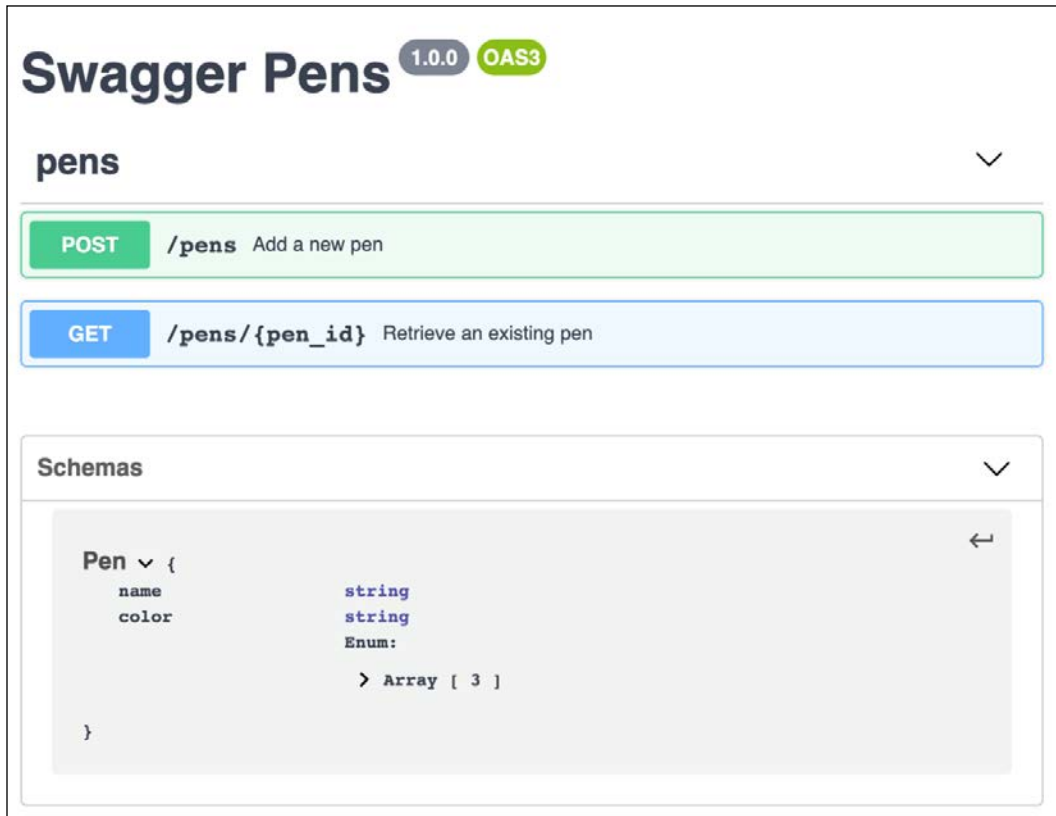 Swagger Pens 1.0.0 OAS3
pens
POST /pens Add a new pen
GET /pens/{pen_id} Retrieve an existing pen
Schemas
Pen {
name string
color string
Enum:
Array [ 3 ]
}